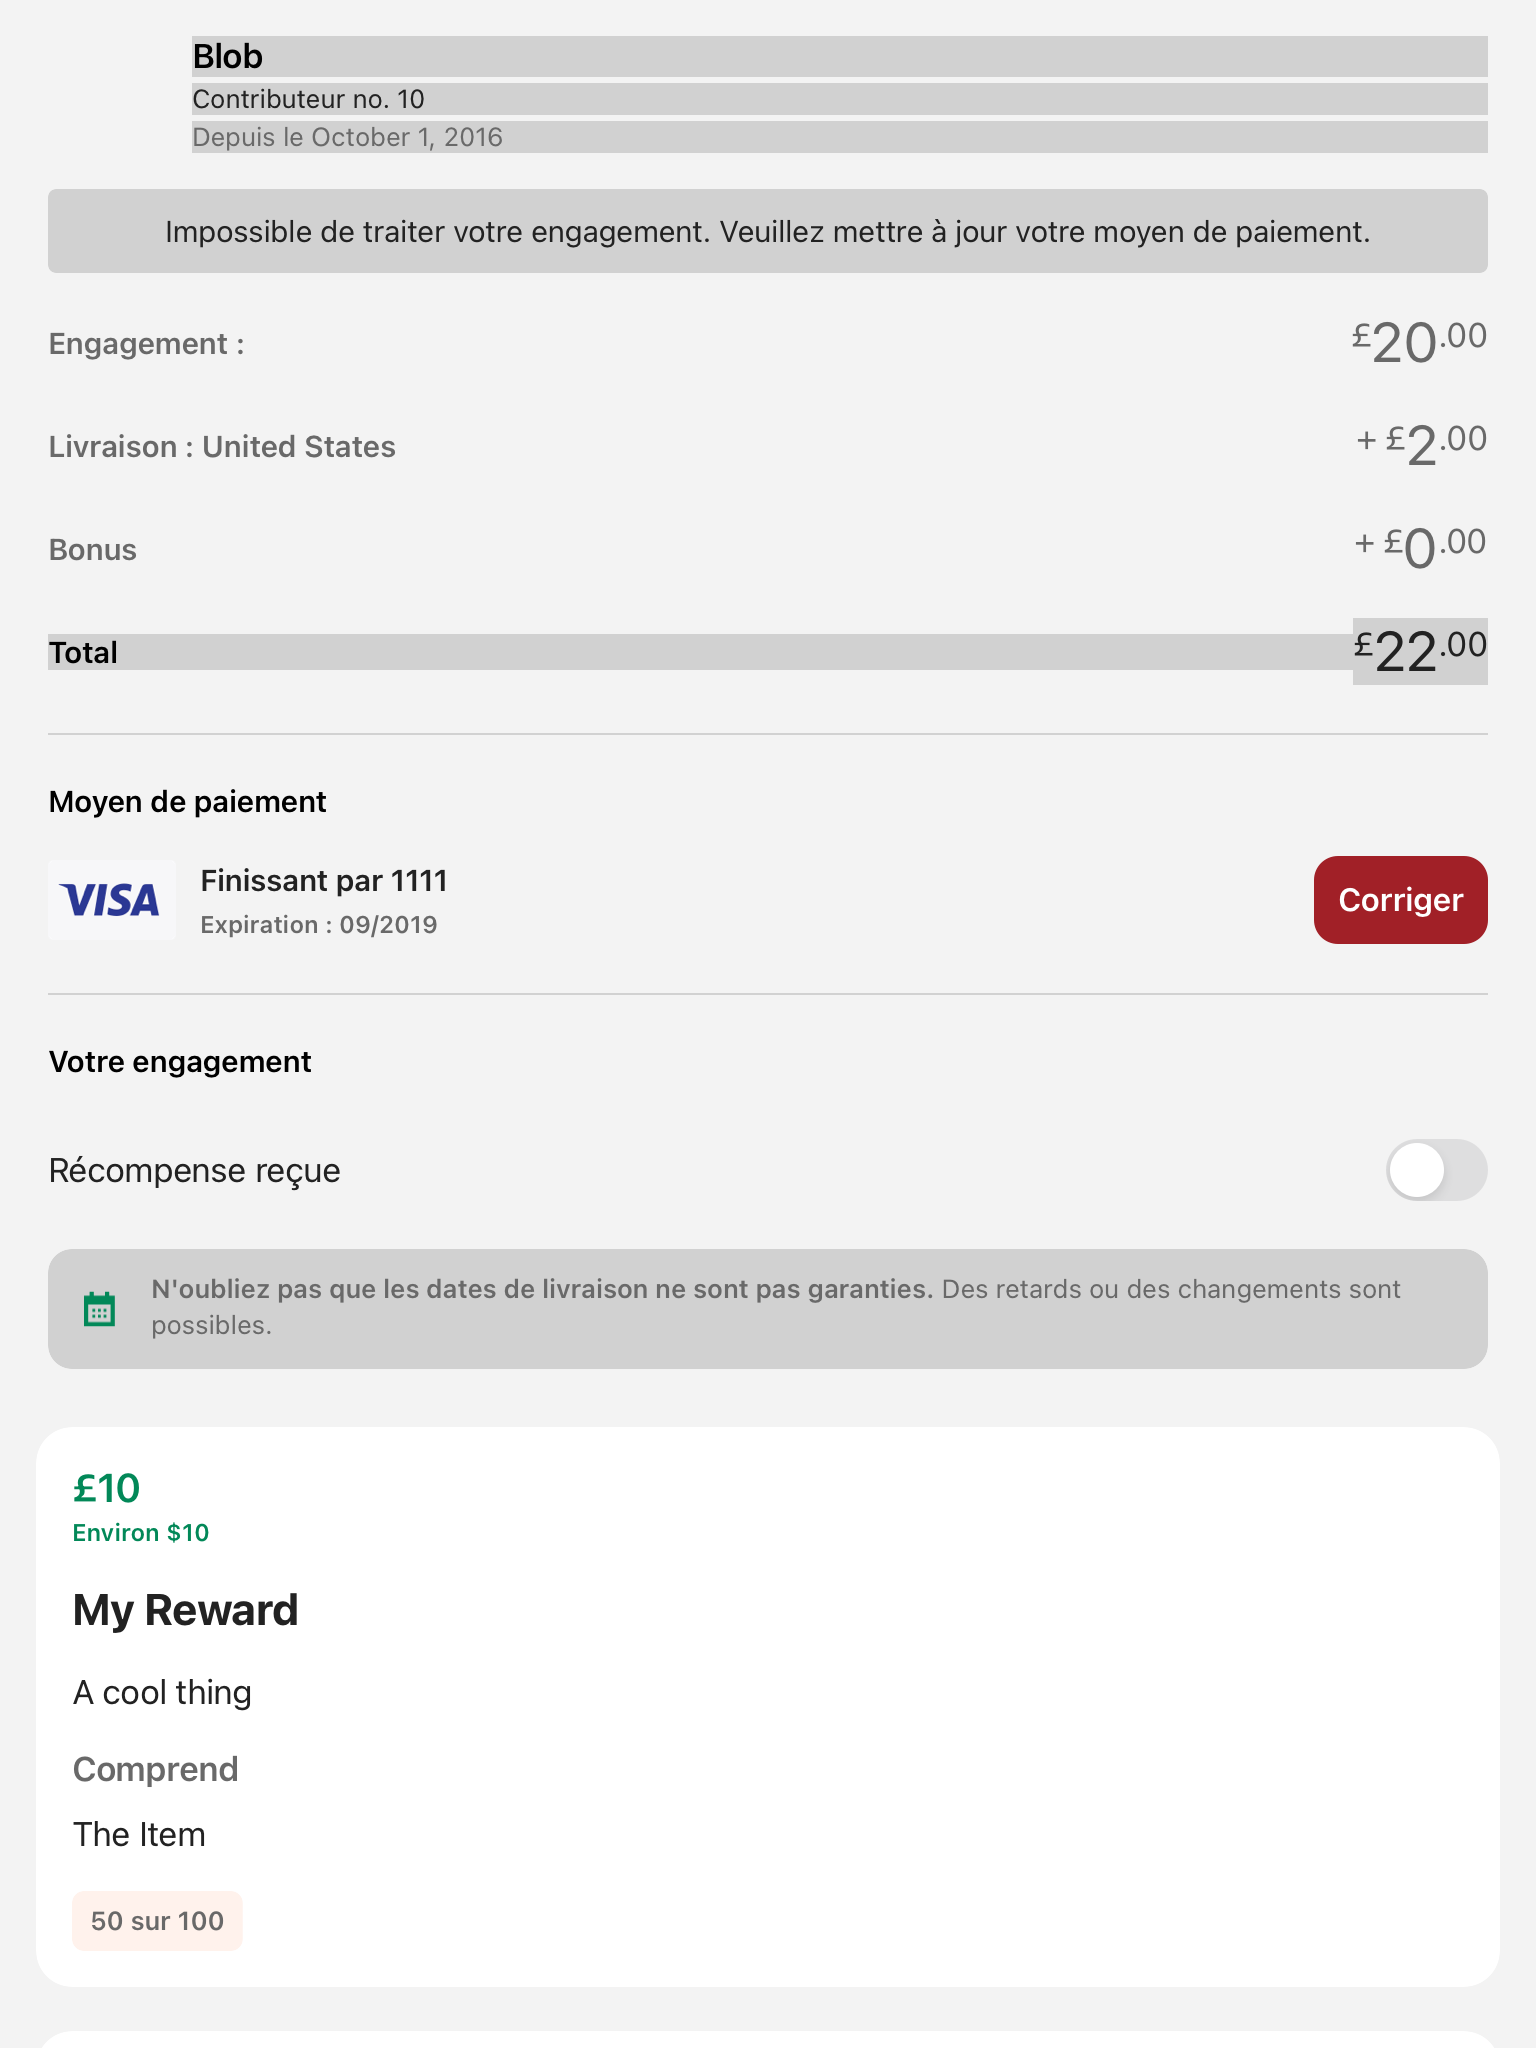 Blob
Contributeur no. 10
Depuis le October 1, 2016
Impossible de traiter votre engagement. Veuillez mettre à jour votre moyen de paiement.
Engagement : £20.00
Livraison : United States + £2.00
Bonus + £0.00
Total £22.00
Moyen de paiement
VISA
Finissant par 1111
Expiration : 09/2019
Corriger
Votre engagement
Récompense reçue
N'oubliez pas que les dates de livraison ne sont pas garanties. Des retards ou des changements sont
possibles.
£10
Environ $10
My Reward
A cool thing
Comprend
The Item
50 sur 100